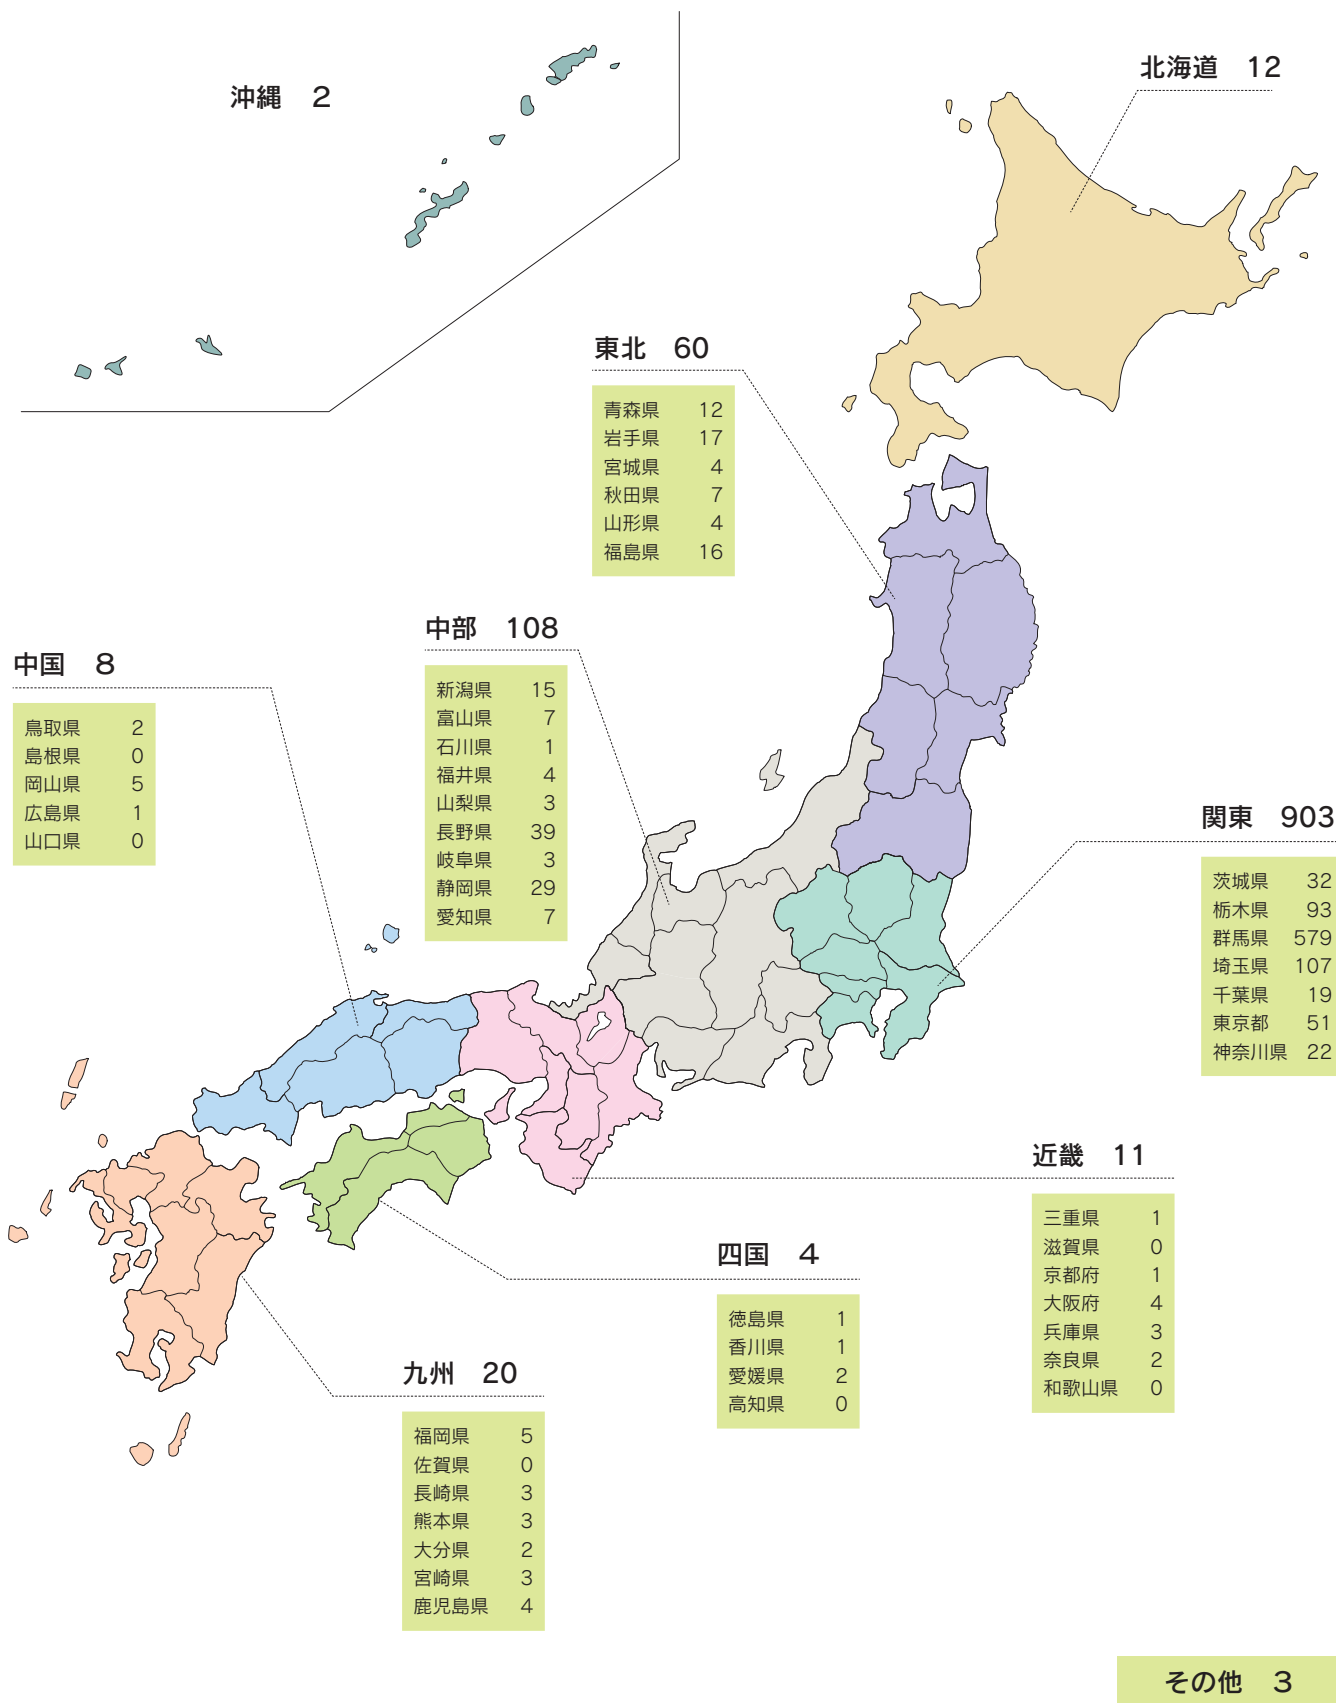 沖縄 2
北海道 12
東北 60
青森県 12
岩手県 17
宮城県 4
秋田県 7
山形県 4
福島県 16
中部 108
新潟県 15
富山県 7
石川県 1
福井県 4
山梨県 3
長野県 39
岐阜県 3
静岡県 29
愛知県 7
中国 8
鳥取県 2
島根県 0
岡山県 5
広島県 1
山口県 0
関東 903
茨城県 32
栃木県 93
群馬県 579
埼玉県 107
千葉県 19
東京都 51
神奈川県 22
近畿 11
三重県 1
滋賀県 0
京都府 1
大阪府 4
兵庫県 3
奈良県 2
和歌山県 0
四国 4
徳島県 1
香川県 1
愛媛県 2
高知県 0
九州 20
福岡県 5
佐賀県 0
長崎県 3
熊本県 3
大分県 2
宮崎県 3
鹿児島県 4
その他 3